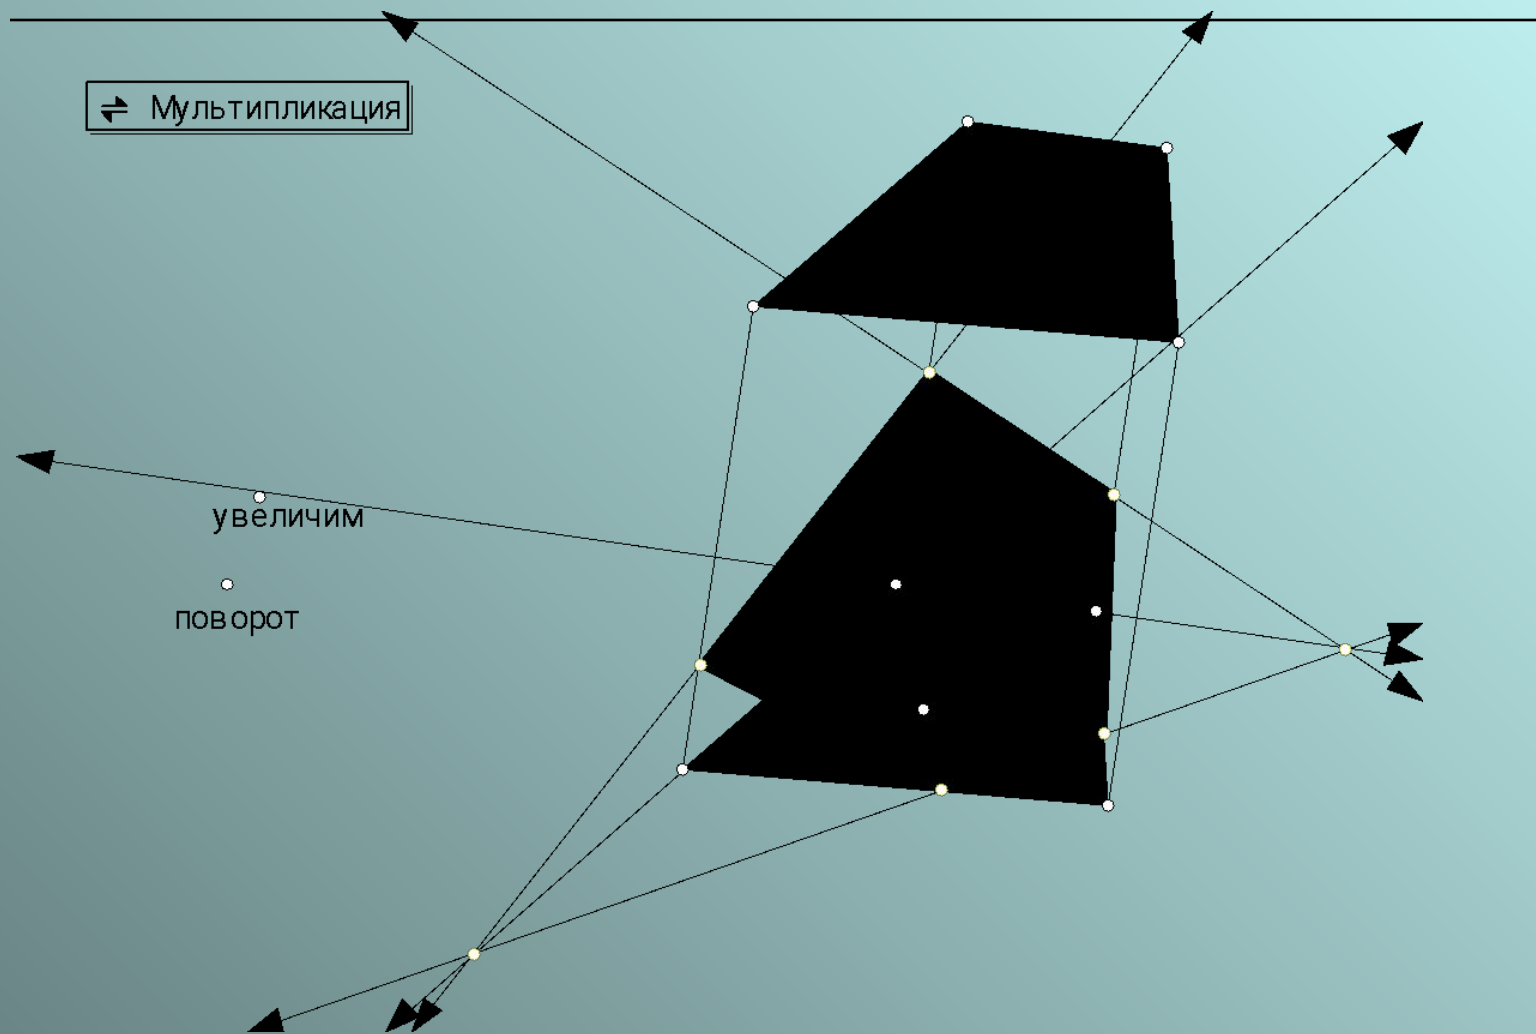 ⇌ Мультипликация
увеличим
поворот